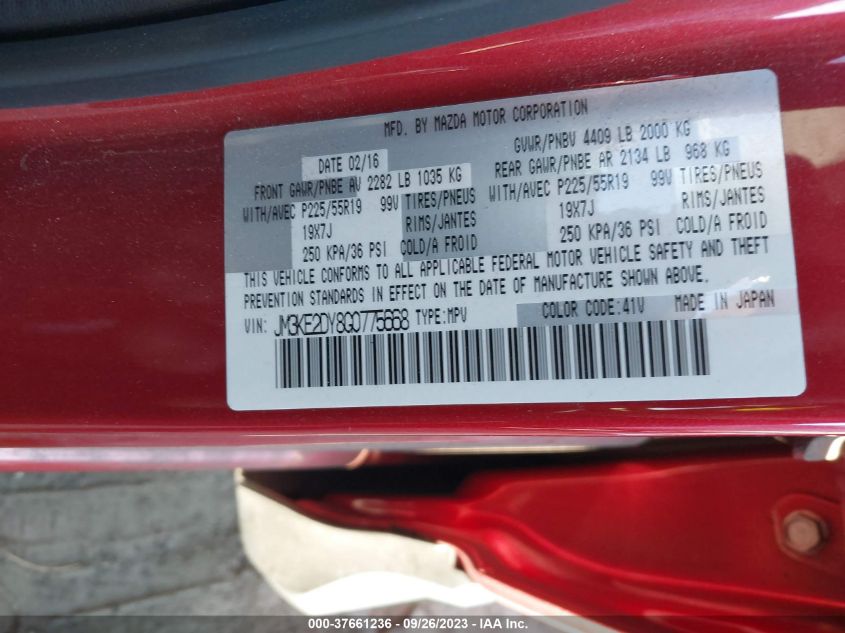 MFD. BY MAZDA MOTOR CORPORATION
DATE 02/16 GVWR/PNBV 4409 LB 2000 KG
FRONT GAWR/PNBE AV 2282 LB 1035 KG REAR GAWR/PNBE AR 2134 LB 968 KG
WITH/AVEC P225/55R19 99V TIRES/PNEUS WITH/AVEC P225/55R19 99V TIRES/PNEUS
19X7J RIMS/JANTES 19X7J RIMS/JANTES
250 KPA/36 PSI COLD/A FROID 250 KPA/36 PSI COLD/A FROID
THIS VEHICLE CONFORMS TO ALL APPLICABLE FEDERAL MOTOR VEHICLE SAFETY AND THEFT
PREVENTION STANDARDS IN EFFECT ON THE DATE OF MANUFACTURE SHOWN ABOVE.
VIN: JM3KE2DY8G0775668 TYPE:MPV COLOR CODE:41V MADE IN JAPAN
000-37661236 - 09/26/2023 - IAA Inc.